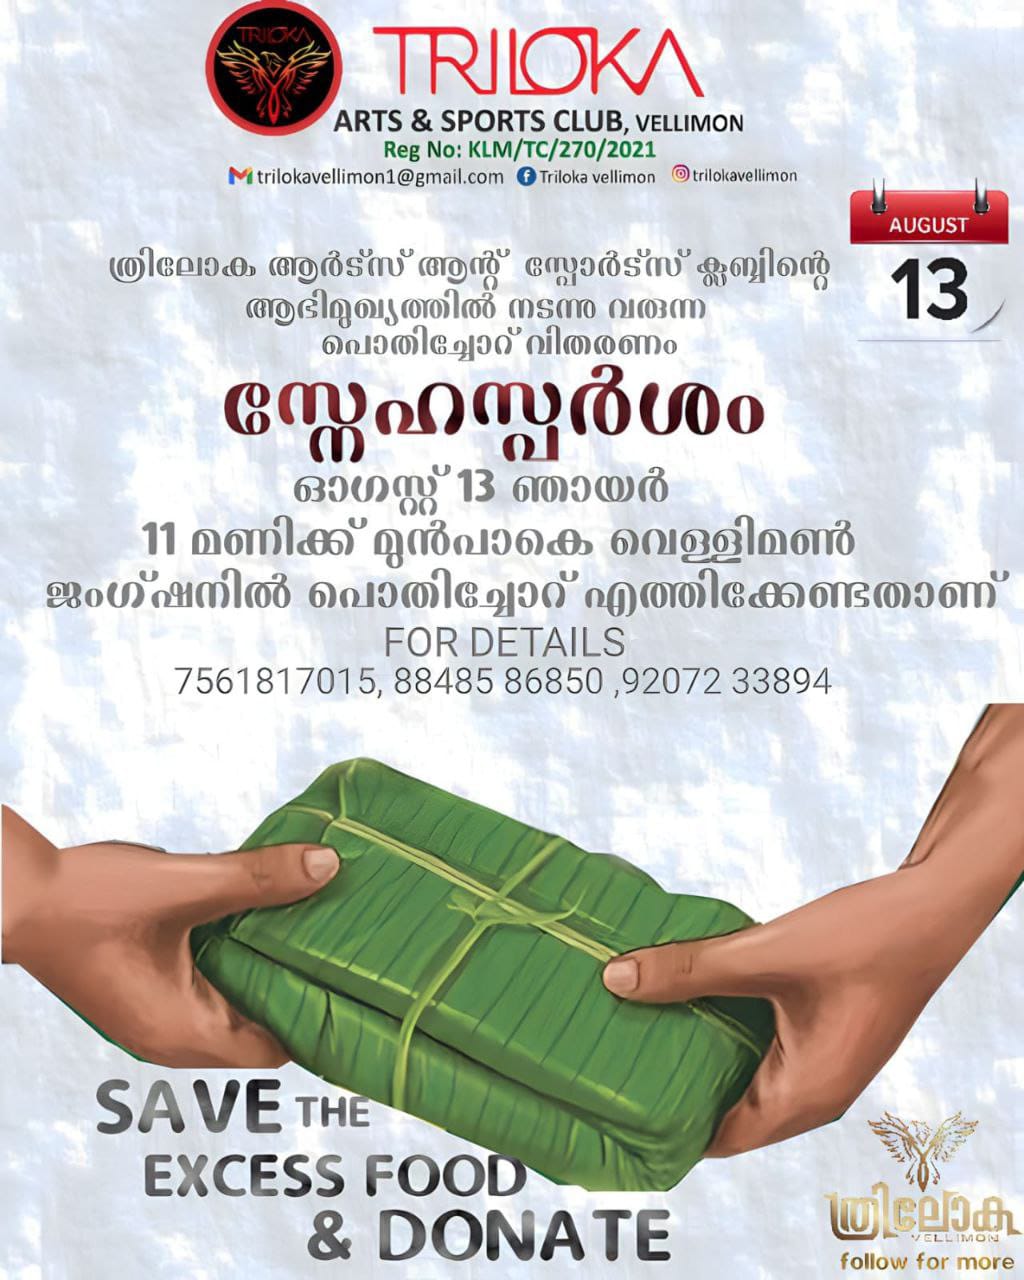 TRILOKA
TRILOKA
ARTS & SPORTS CLUB, VELLIMON
Reg No: KLM/TC/270/2021
trilokavellimon1@gmail.com Triloka vellimon trilokavellimon
AUGUST
13
ത്രിലോക ആർട്സ് ആന്റ് സ്പോർട്സ് ക്ലബ്ബിന്റെ
ആഭിമുഖ്യത്തിൽ നടന്നു വരുന്ന
പൊതിച്ചോറ് വിതരണം
സ്നേഹസ്പർശം
ഓഗസ്റ്റ് 13 ഞായർ
11 മണിക്ക് മുൻപാകെ വെള്ളിമൺ
ജംഗ്ഷനിൽ പൊതിച്ചോറ് എത്തിക്കേണ്ടതാണ്
FOR DETAILS
7561817015, 88485 86850 ,92072 33894
SAVE THE
EXCESS FOOD
& DONATE
ത്രിലോക
VELLIMON
follow for more